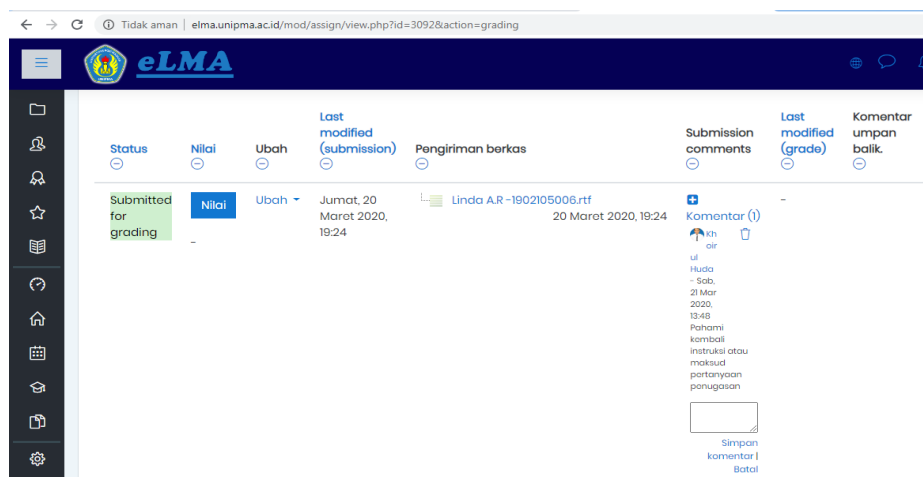 Tidak aman | elma.unipma.ac.id/mod/assign/view.php?id=3092&action=grading
eLMA
Status
Nilai
Ubah
Last
modified
(submission)
Pengiriman berkas
Submission
comments
Last
modified
(grade)
Komentar
umpan
balik.
Submitted
for
grading
Nilai
-
Ubah
Jumat, 20
Maret 2020,
19:24
Linda A.R -1902105006.rtf
20 Maret 2020, 19:24
Komentar (1)
Kh
oir
ul
Huda
- Sab,
21 Mar
2020,
13:48
Pahami
kembali
instruksi atau
maksud
pertanyaan
penugasan
Simpan
komentar |
Batal
-